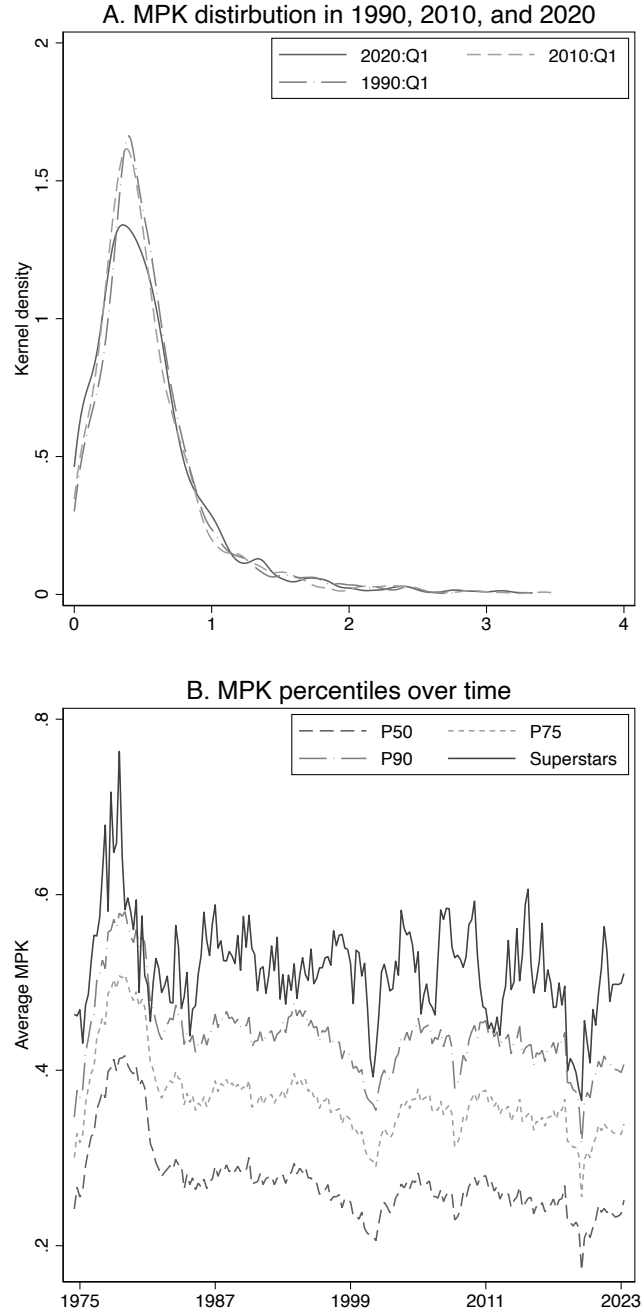 A. MPK distirbution in 1990, 2010, and 2020
2
2020:Q1 2010:Q1
1990:Q1
1.5
Kernel density
1
.5
0
0 1 2 3 4
B. MPK percentiles over time
.8
P50 P75
P90 Superstars
.6
Average MPK
.4
.2
1975 1987 1999 2011 2023